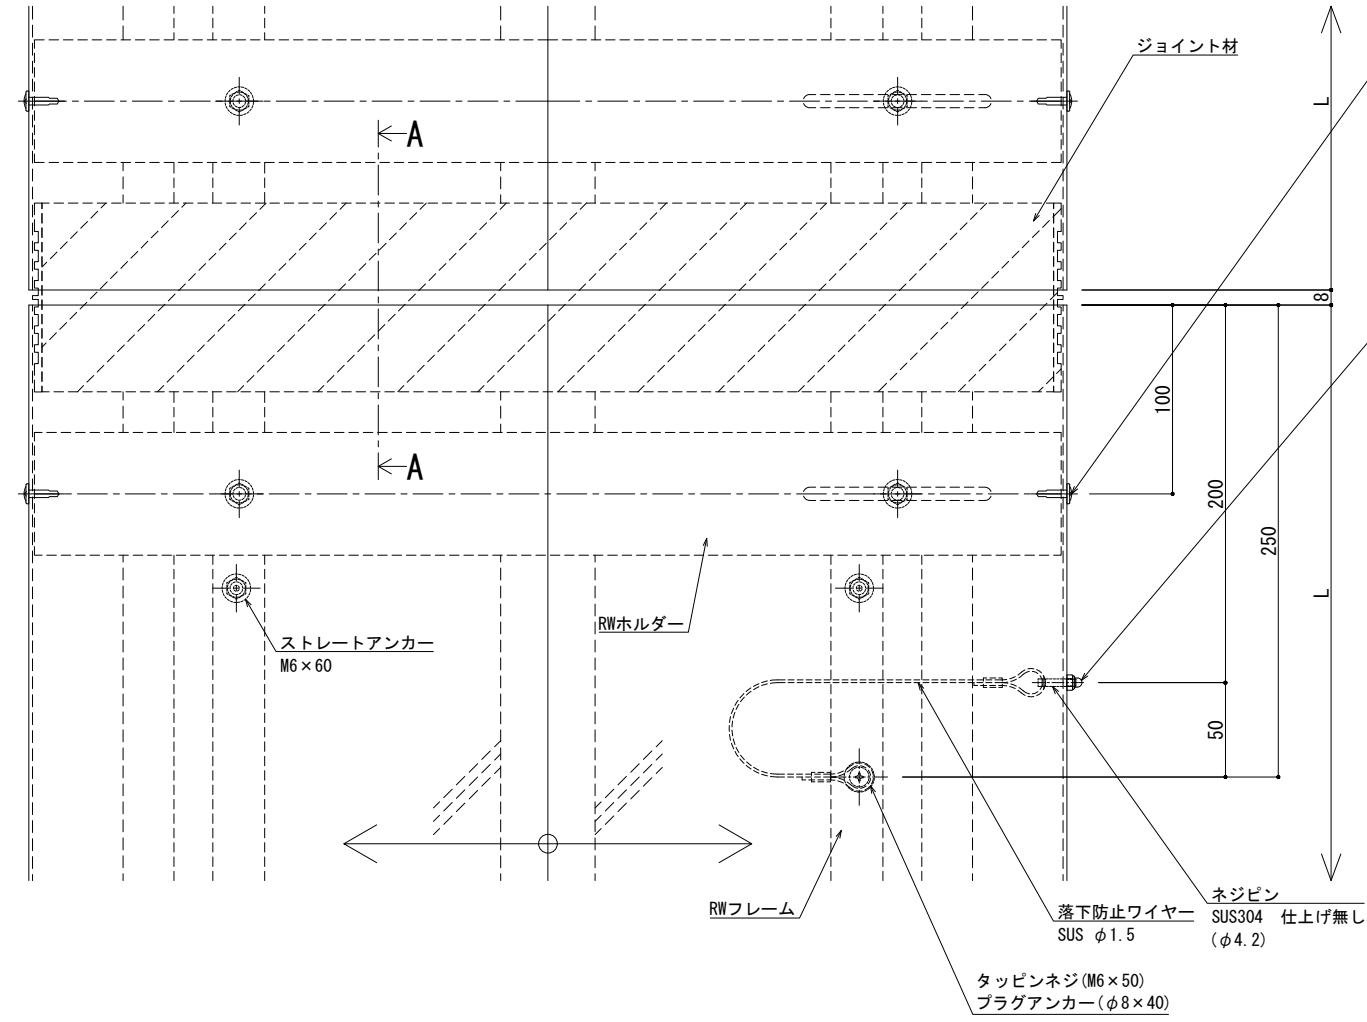 ジョイント材
L
A
8
100
A
200
250
L
RWホルダー
ストレートアンカー
M6×60
50
RWフレーム
落下防止ワイヤー
SUS φ1.5
ネジピン
SUS304 仕上げ無し
(φ4.2)
タッピンネジ(M6×50)
プラグアンカー(φ8×40)